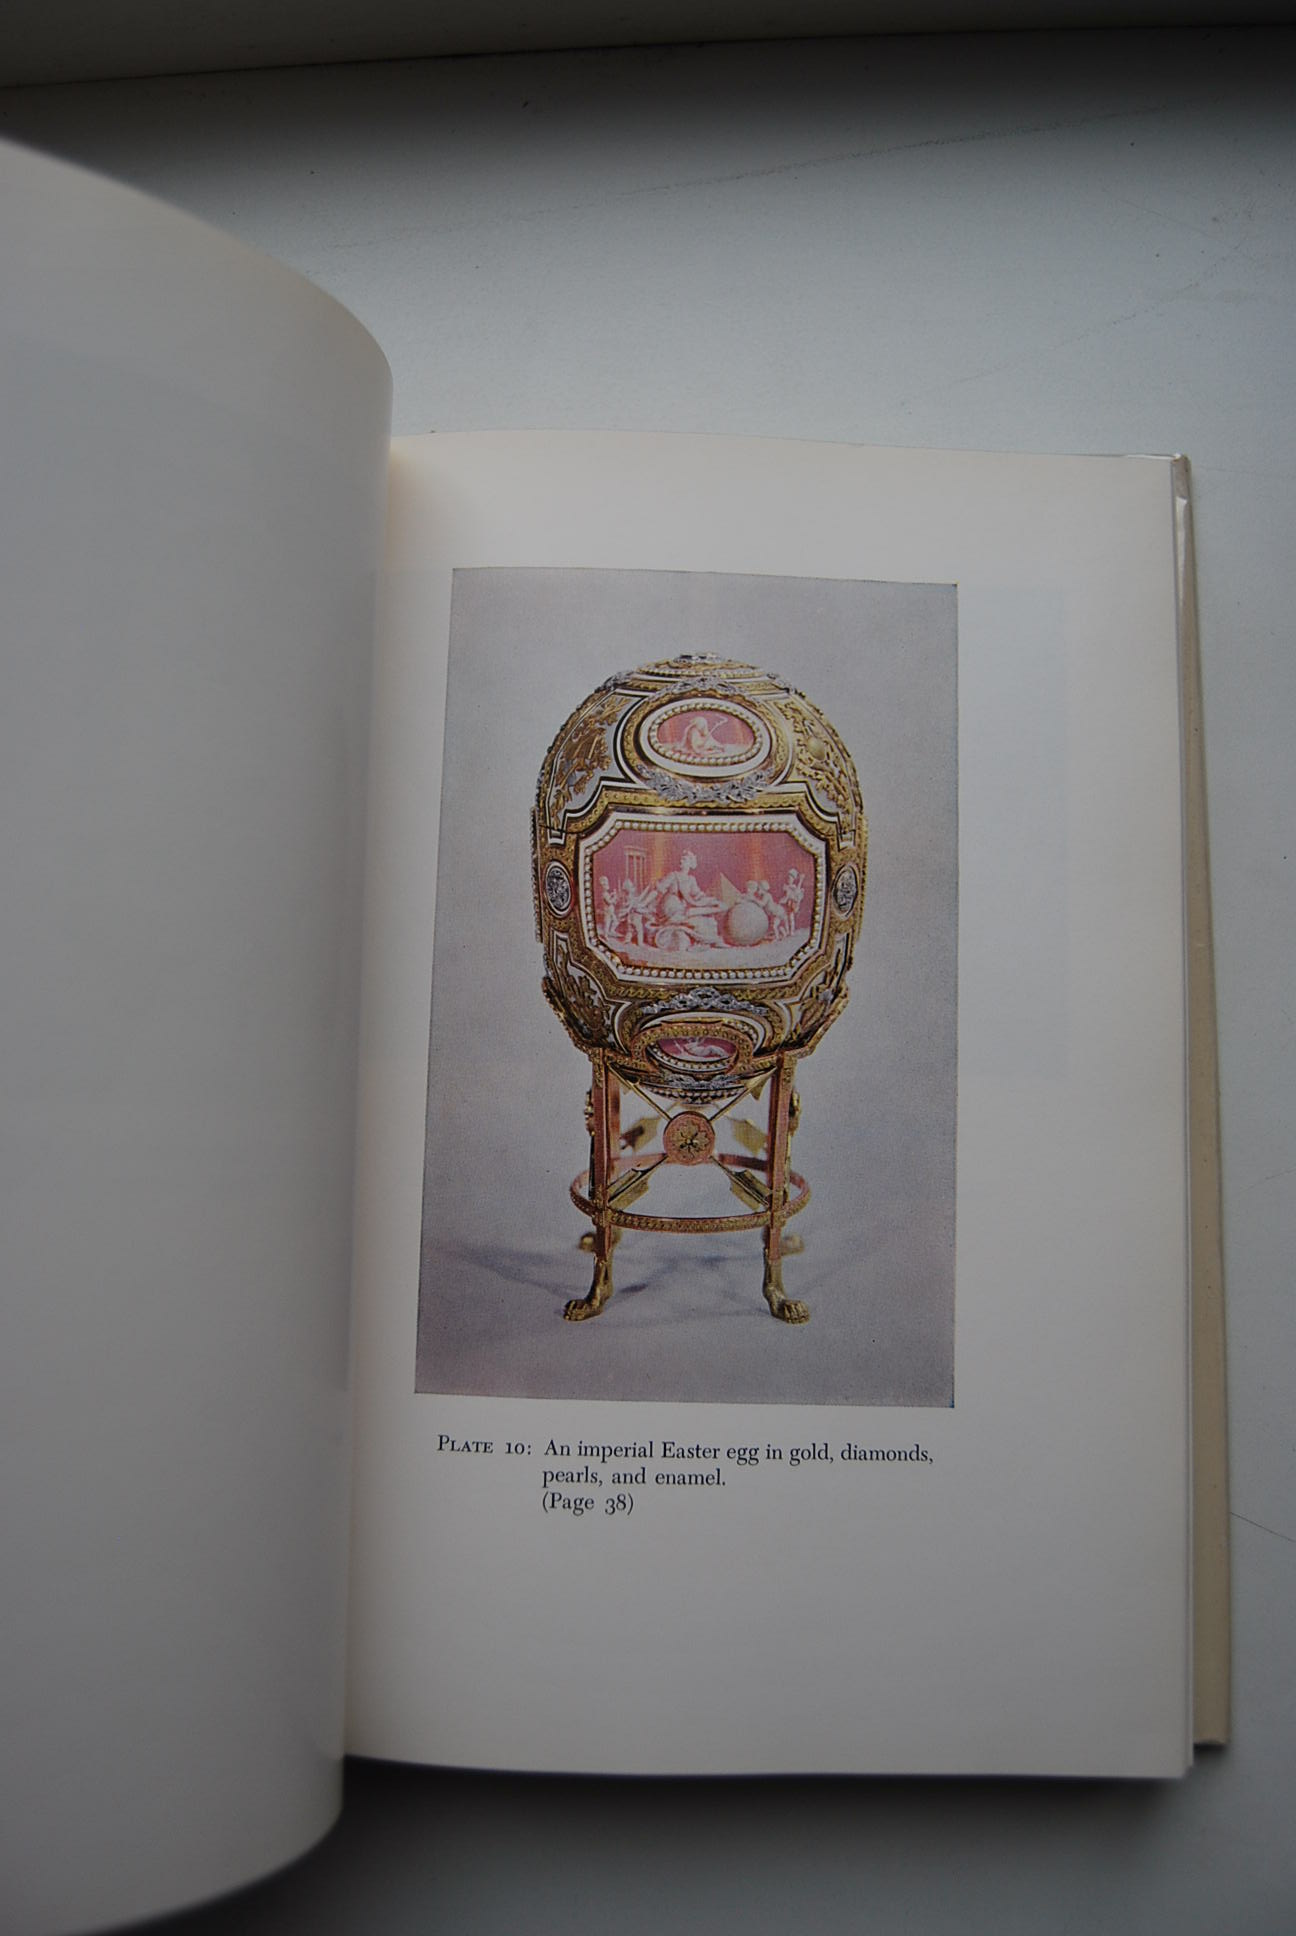 PLATE 10: An imperial Easter egg in gold, diamonds,
pearls, and enamel.
(Page 38)